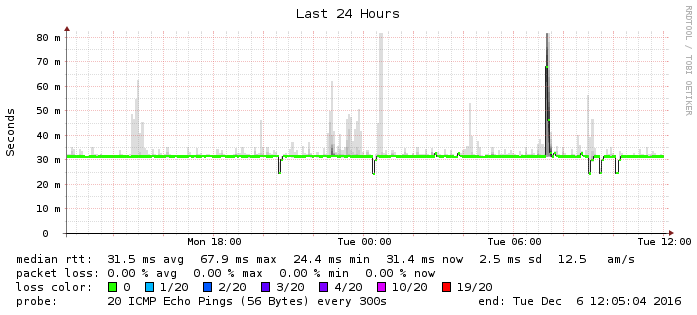 Last 24 Hours
RRDTOOL / TOBI OETIKER
Seconds
80 m
70 m
60 m
50 m
40 m
30 m
20 m
10 m
0
Mon 18:00 Tue 00:00 Tue 06:00 Tue 12:00
median rtt: 31.5 ms avg 67.9 ms max 24.4 ms min 31.4 ms now 2.5 ms sd 12.5 am/s
packet loss: 0.00 % avg 0.00 % max 0.00 % min 0.00 % now
loss color: 0 1/20 2/20 3/20 4/20 10/20 19/20
probe: 20 ICMP Echo Pings (56 Bytes) every 300s end: Tue Dec 6 12:05:04 2016